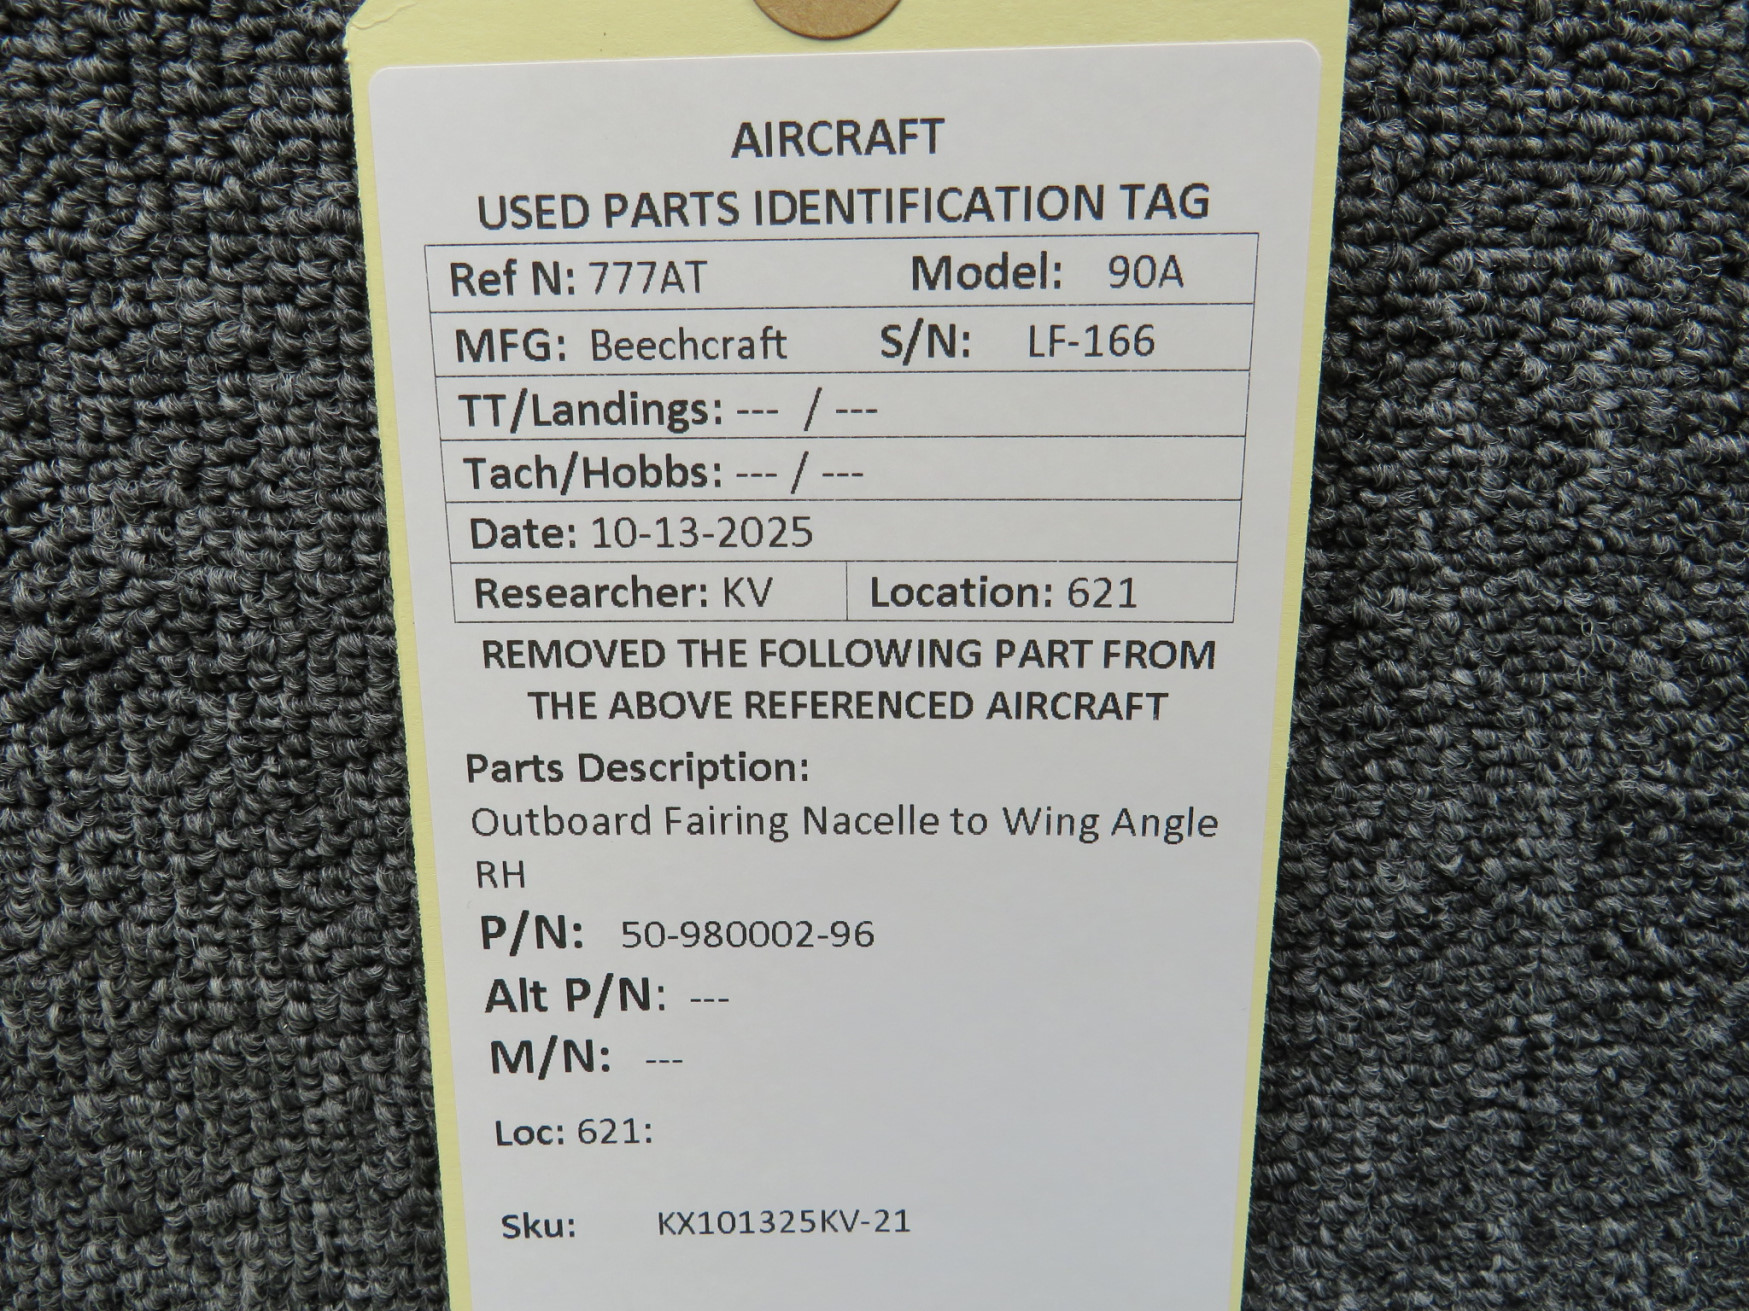 AIRCRAFT
USED PARTS IDENTIFICATION TAG
Ref N: 777AT Model: 90A
MFG: Beechcraft S/N: LF-166
TT/Landings: --- / ---
Tach/Hobbs: --- / ---
Date: 10-13-2025
Researcher: KV Location: 621
REMOVED THE FOLLOWING PART FROM
THE ABOVE REFERENCED AIRCRAFT
Parts Description:
Outboard Fairing Nacelle to Wing Angle
RH
P/N: 50-980002-96
Alt P/N: ---
M/N: ---
Loc: 621:
Sku: KX101325KV-21